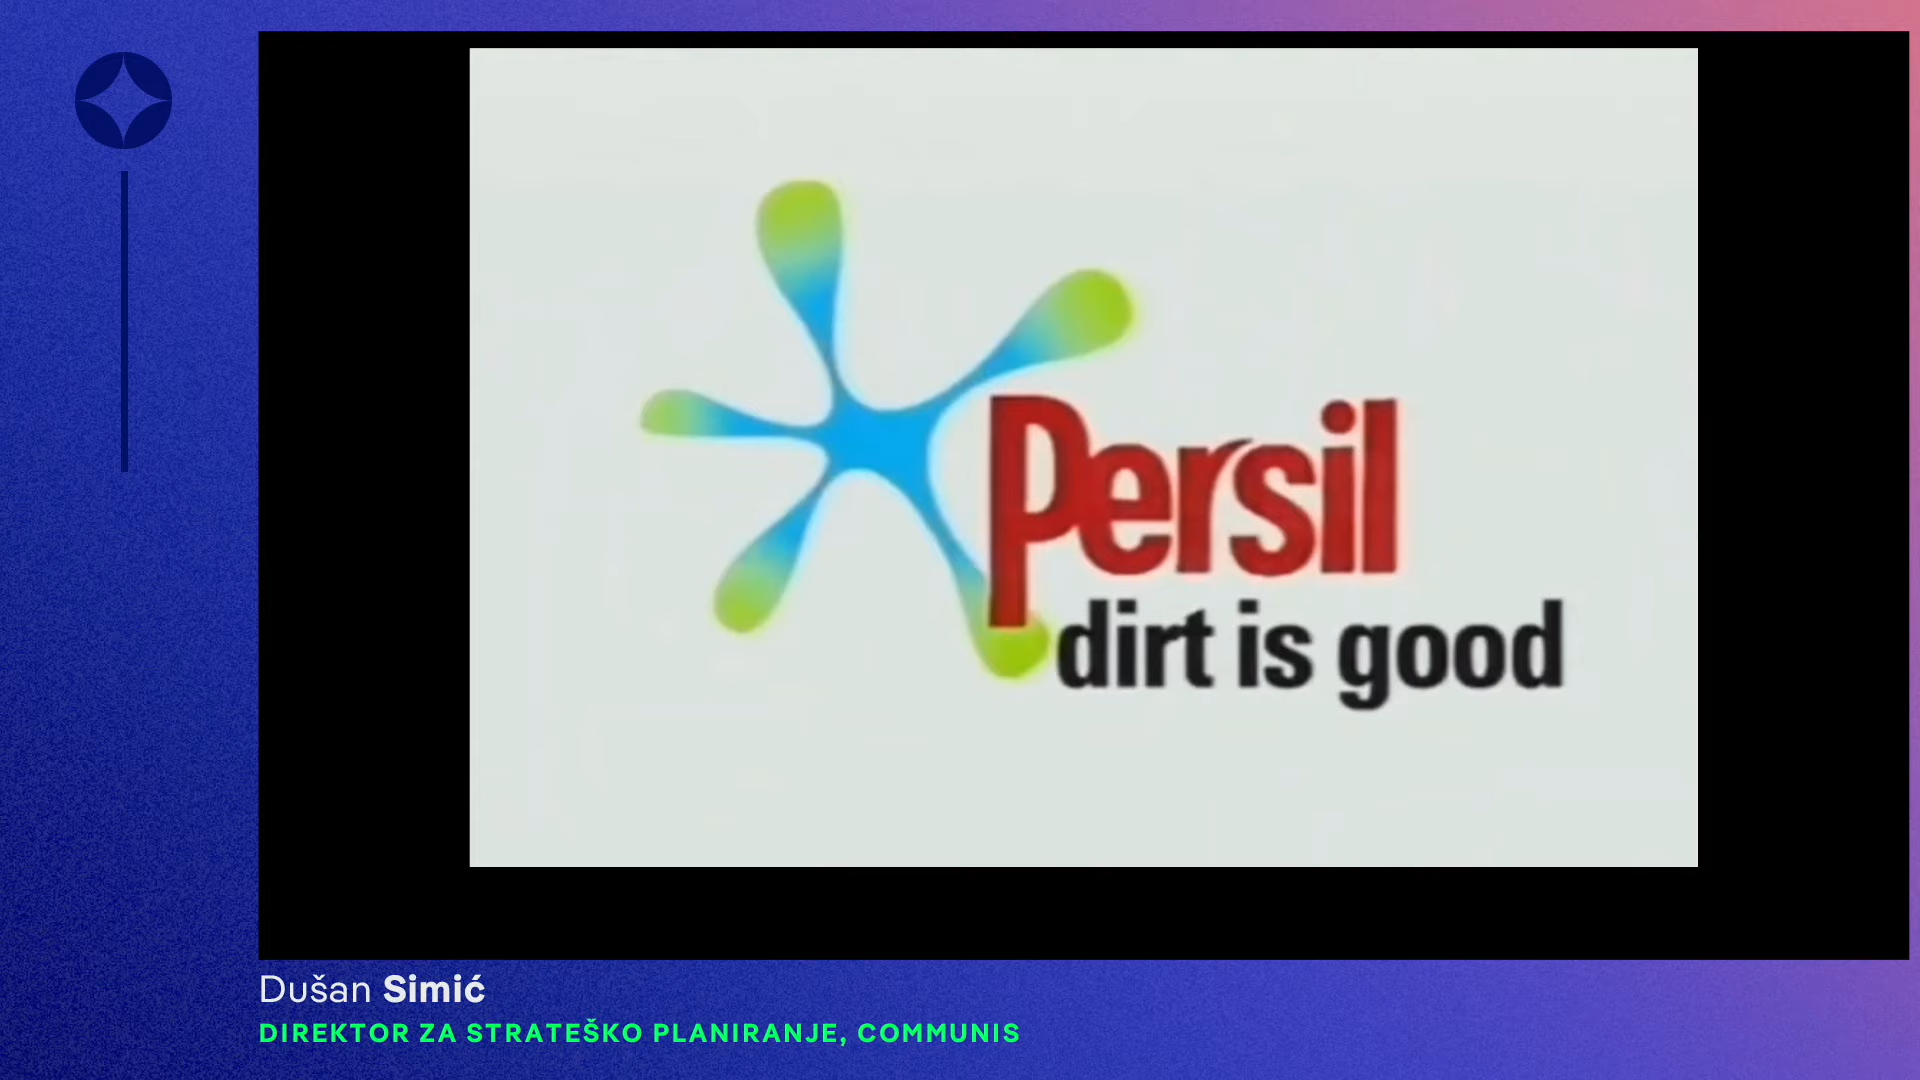 Persil
dirt is good
Dušan Simić
DIREKTOR ZA STRATEŠKO PLANIRANJE, COMMUNIS